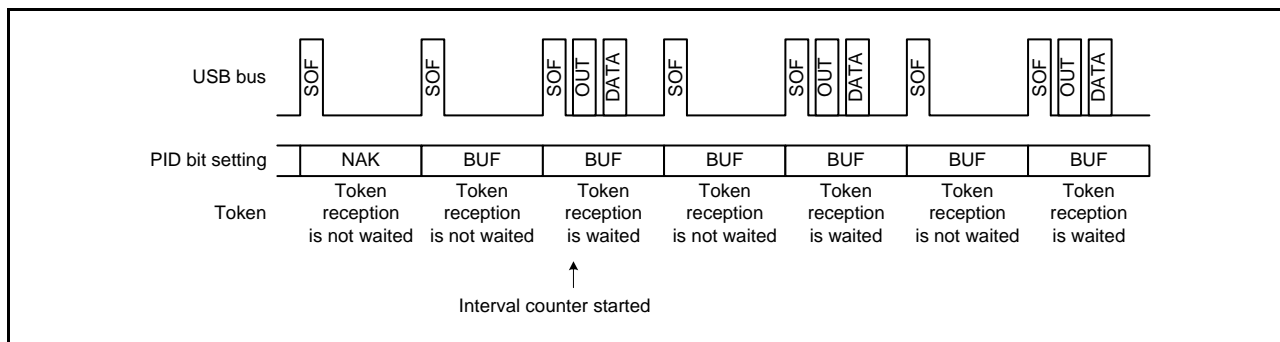 USB bus
SOF SOF SOF OUT DATA SOF SOF OUT DATA SOF SOF OUT DATA
PID bit setting NAK BUF BUF BUF BUF BUF BUF
Token
Token reception is not waited
Token reception is not waited
Token reception is waited
Token reception is not waited
Token reception is waited
Token reception is not waited
Token reception is waited
Interval counter started